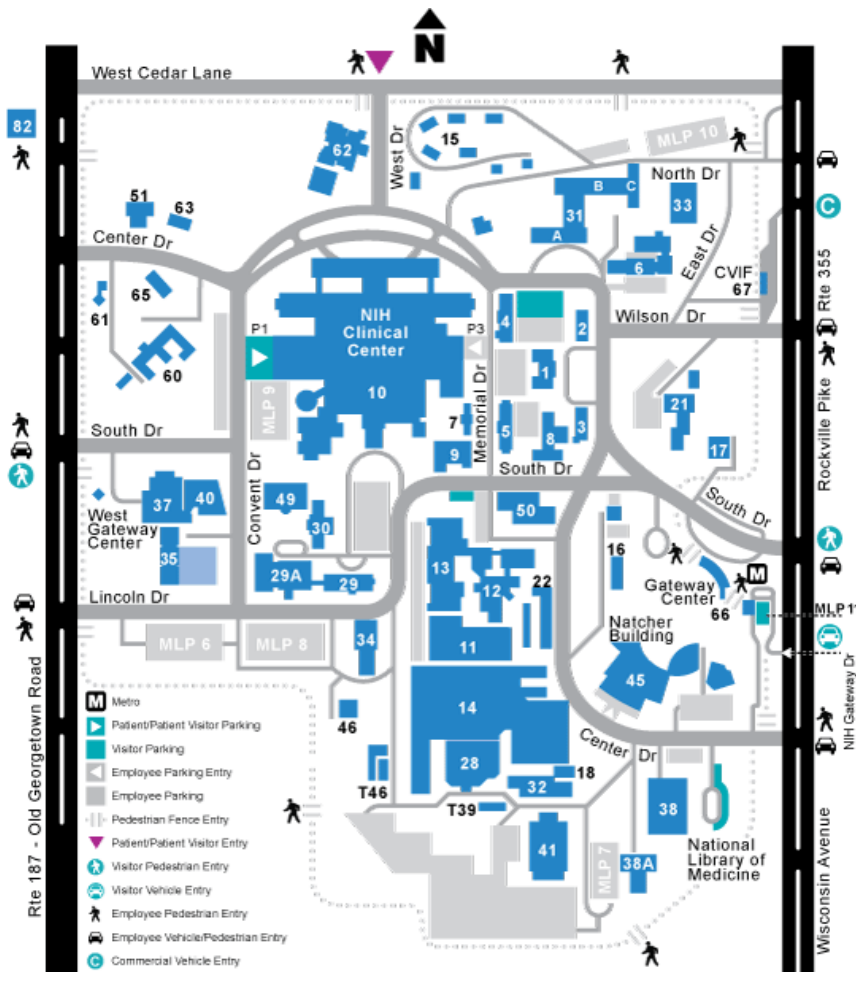 N
West Cedar Lane
82
62
West Dr
15
MLP 10
51
63
B
C
North Dr
33
31
A
C
Center Dr
East Dr
6
CVIF
67
Rte 355
65
61
NIH
Clinical
Center
10
P1
P3
4
2
Wilson Dr
60
1
MLP 9
Memorial Dr
7
5
3
8
21
South Dr
9
South Dr
17
Rockville Pike
Convent Dr
West
Gateway
Center
37
40
49
50
30
South Dr
35
13
16
29A
29
12
22
Gateway
Center
M
66
MLP 11
Lincoln Dr
Natcher
Building
MLP 6
MLP 8
34
11
45
NIH Gateway Dr
14
46
Center Dr
28
18
T46
32
T39
38
41
MLP 7
38A
National
Library of
Medicine
Wisconsin Avenue
Rte 187 - Old Georgetown Road
M Metro
Patient/Patient Visitor Parking
Visitor Parking
Employee Parking Entry
Employee Parking
Pedestrian Fence Entry
Patient/Patient Visitor Entry
Visitor Pedestrian Entry
Visitor Vehicle Entry
Employee Pedestrian Entry
Employee Vehicle/Pedestrian Entry
C Commercial Vehicle Entry